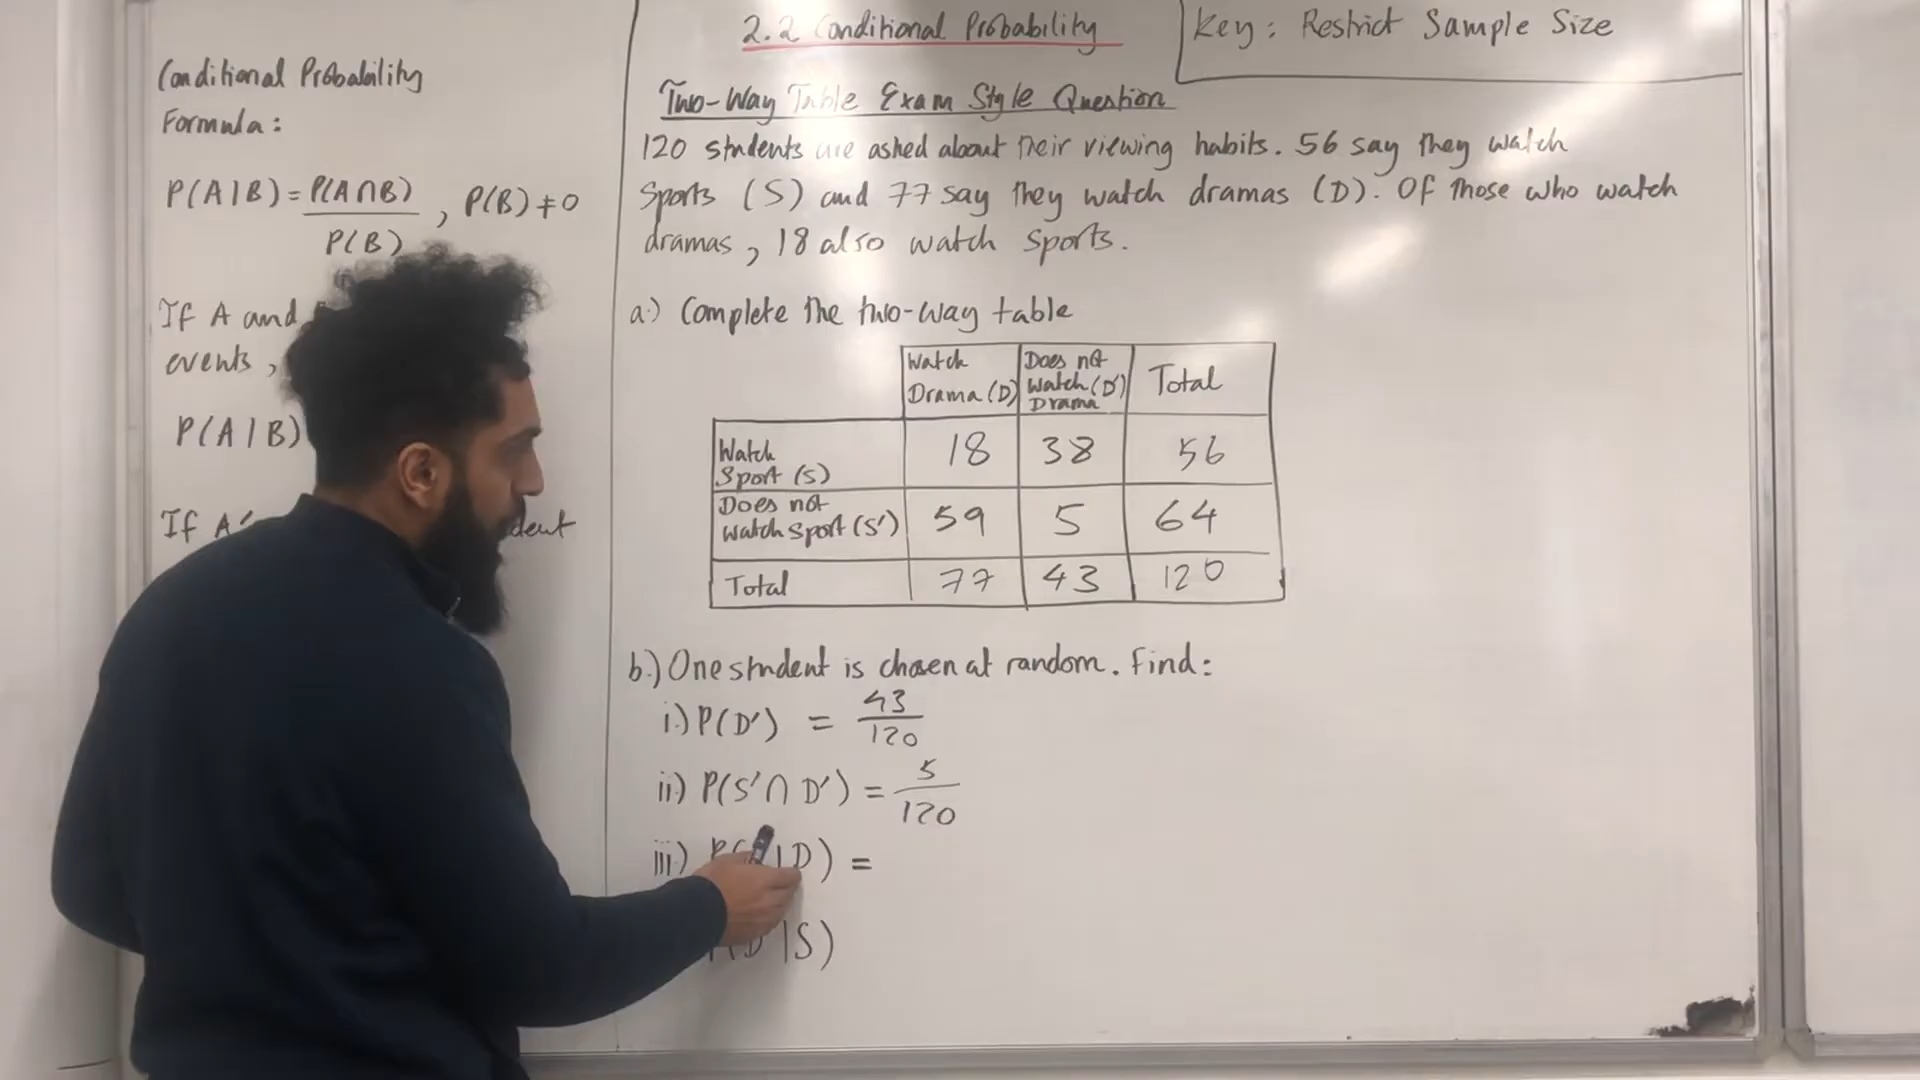 2.2 Conditional Probability
Key: Restrict Sample Size
Conditional Probability
Formula:
P(A|B) = P(A∩B)
P(B)
, P(B) ≠ 0
If A and
events,
P(A|B)
If A'
dent
Two-Way Table Exam Style Question
120 students are asked about their viewing habits. 56 say they watch
Sports (S) and 77 say they watch dramas (D). Of those who watch
dramas, 18 also watch sports.
a.) Complete the two-way table
Watch Drama (D) Does not Watch (D') Drama Total
Watch Sport (S) 18 38 56
Does not Watch Sport (S') 59 5 64
Total 77 43 120
b.) One student is chosen at random. Find:
i.) P(D') = 43/120
ii) P(S'∩D') = 5/120
iii) P( |D) =
|S)